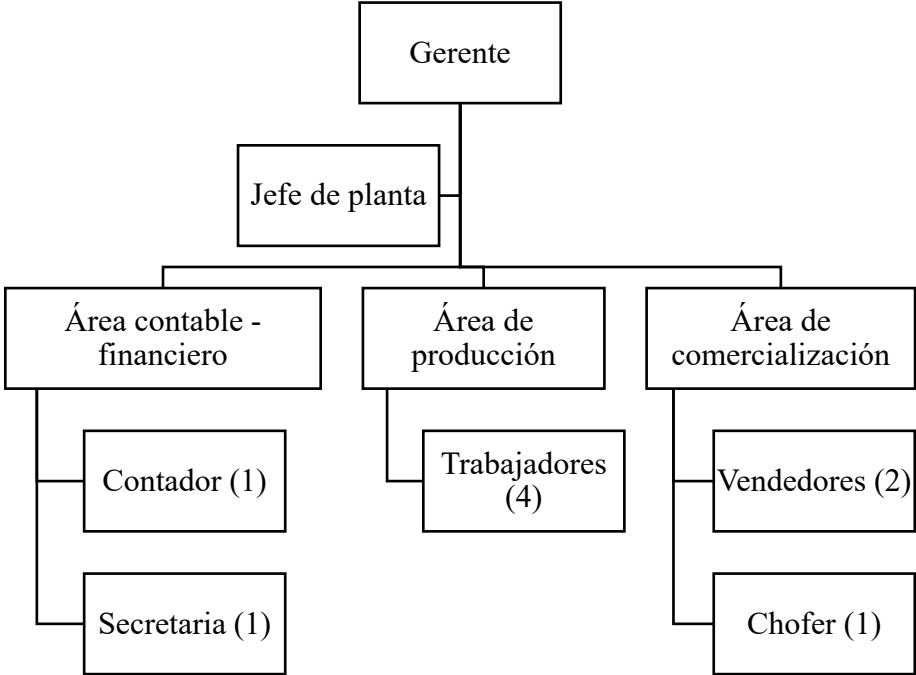 Gerente
Jefe de planta
Área contable -
financiero
Área de
producción
Área de
comercialización
Contador (1)
Trabajadores
(4)
Vendedores (2)
Secretaria (1)
Chofer (1)